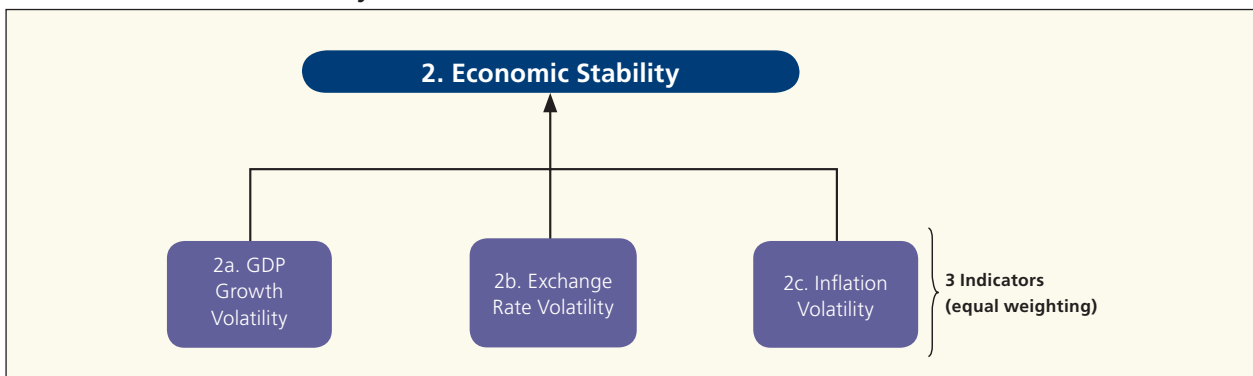 2. Economic Stability
2a. GDP
Growth
Volatility
2b. Exchange
Rate Volatility
2c. Inflation
Volatility
3 Indicators
(equal weighting)